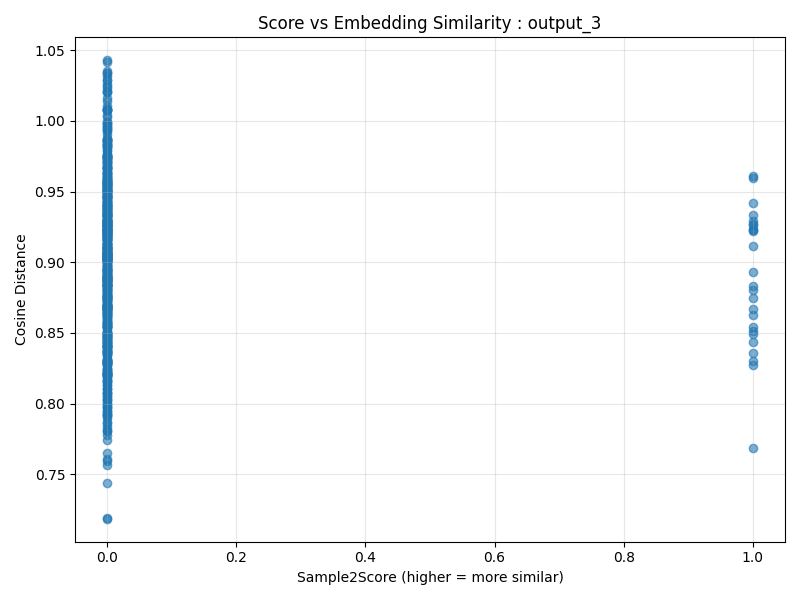 Score vs Embedding Similarity : output_3
1.05
1.00
0.95
0.90
0.85
0.80
0.75
Cosine Distance
0.0 0.2 0.4 0.6 0.8 1.0
Sample2Score (higher = more similar)